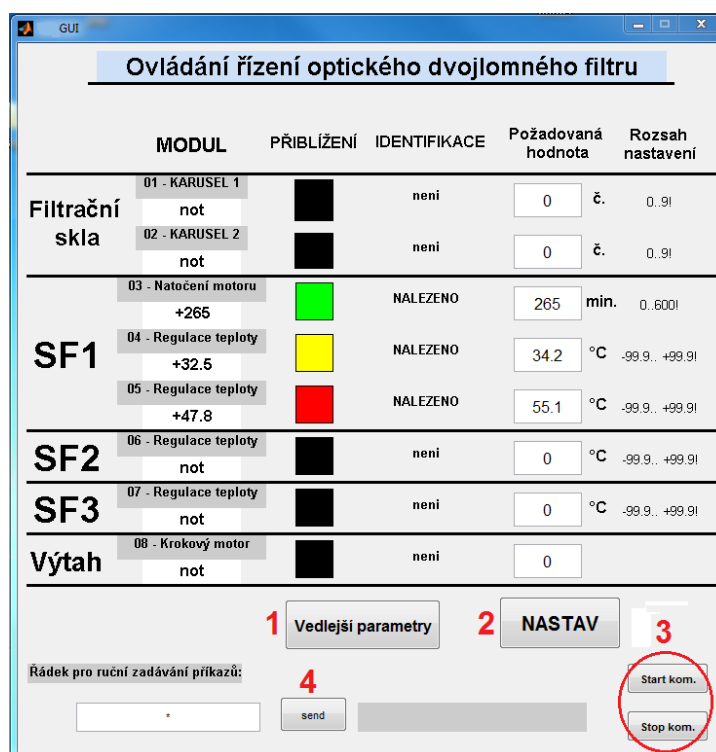 GUI
Ovládání řízení optického dvojlomného filtru
MODUL PŘIBLÍŽENÍ IDENTIFIKACE Požadovaná hodnota Rozsah nastavení
Filtrační skla
01 - KARUSEL 1
not neni 0 č. 0..9!
02 - KARUSEL 2
not neni 0 č. 0..9!
SF1
03 - Natočení motoru
+265 NALEZENO 265 min. 0..600!
04 - Regulace teploty
+32.5 NALEZENO 34.2 °C -99.9.. +99.9!
05 - Regulace teploty
+47.8 NALEZENO 55.1 °C -99.9.. +99.9!
SF2
06 - Regulace teploty
not neni 0 °C -99.9.. +99.9!
SF3
07 - Regulace teploty
not neni 0 °C -99.9.. +99.9!
Výtah
08 - Krokový motor
not neni 0
1 Vedlejší parametry 2 NASTAV 3
Řádek pro ruční zadávání příkazů: 4 Start kom.
* send Stop kom.